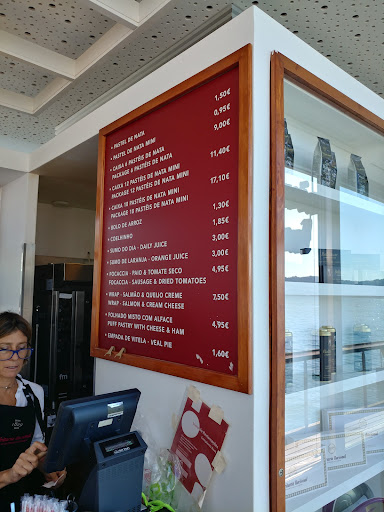 • PASTEL DE NATA 1,50€
• PASTEL DE NATA MINI 0,95€
• CAIXA 6 PASTÉIS DE NATA 9,00€
PACKAGE 6 PASTÉIS DE NATA
• CAIXA 12 PASTÉIS DE NATA MINI 11,40€
PACKAGE 12 PASTÉIS DE NATA MINI
• CAIXA 18 PASTÉIS DE NATA MINI 17,10€
PACKAGE 18 PASTÉIS DE NATA MINI
• BOLO DE ARROZ 1,30€
• COELHINHO 1,85€
• SUMO DO DIA - DAILY JUICE 3,00€
• SUMO DE LARANJA - ORANGE JUICE 3,00€
• FOCACCIA - PAIO & TOMATE SECO 4,95€
FOCACCIA - SAUSAGE & DRIED TOMATOES
• WRAP - SALMÃO & QUEIJO CREME 7,50€
WRAP - SALMON & CREAM CHEESE
• FOLHADO MISTO COM ALFACE 4,95€
PUFF PASTRY WITH CHEESE & HAM
• EMPADA DE VITELA - VEAL PIE 1,60€